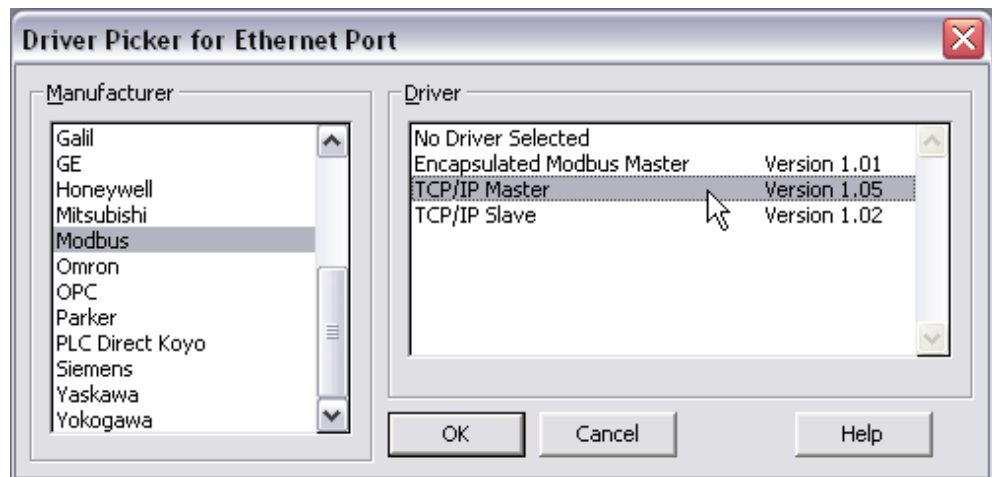 Driver Picker for Ethernet Port
Manufacturer
Galil
GE
Honeywell
Mitsubishi
Modbus
Omron
OPC
Parker
PLC Direct Koyo
Siemens
Yaskawa
Yokogawa
Driver
No Driver Selected
Encapsulated Modbus Master Version 1.01
TCP/IP Master Version 1.05
TCP/IP Slave Version 1.02
OK Cancel Help